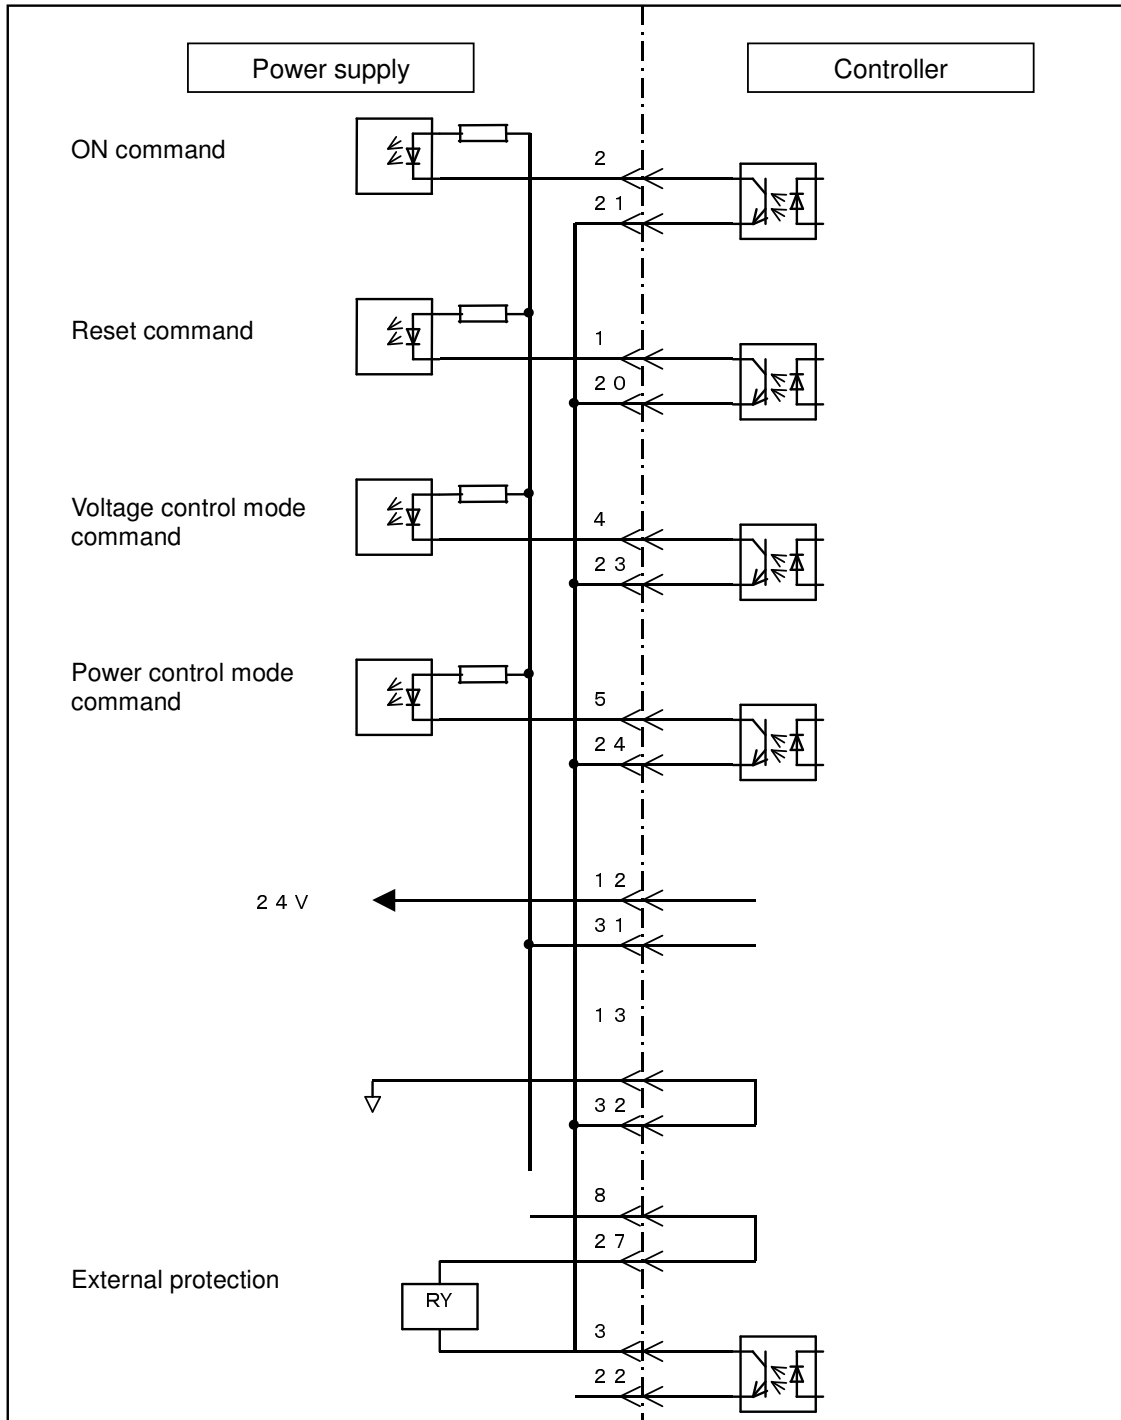 Power supply
Controller
ON command
2
2 1
Reset command
1
2 0
Voltage control mode
command
4
2 3
Power control mode
command
5
2 4
1 2
2 4 V
3 1
1 3
3 2
8
2 7
External protection
RY
3
2 2